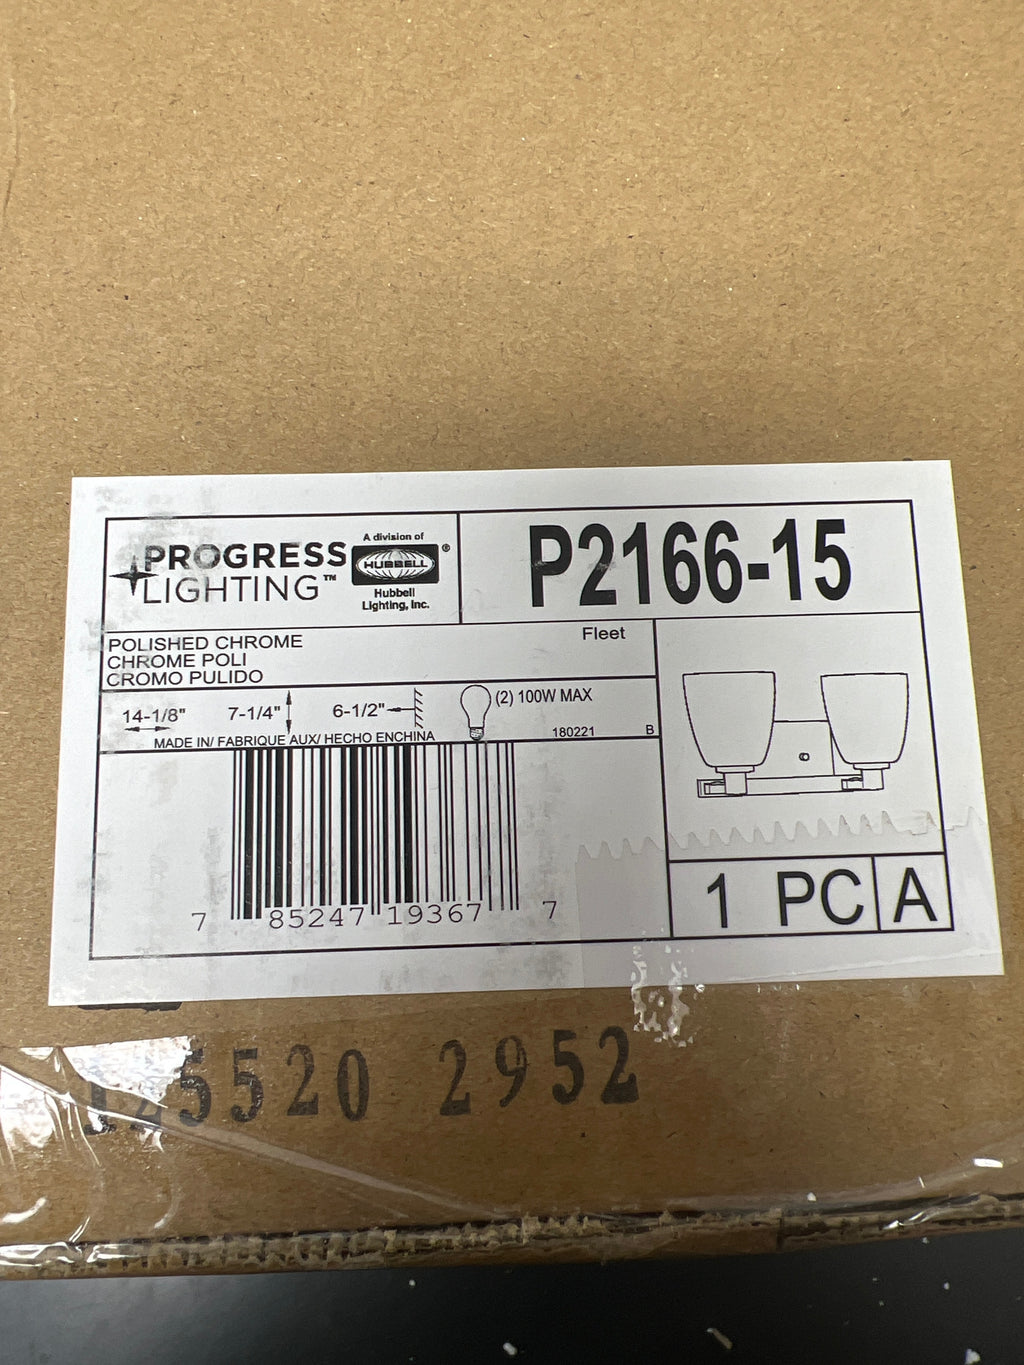 PROGRESS
LIGHTING™
A division of
HUBBELL®
Hubbell
Lighting, Inc.
P2166-15
POLISHED CHROME
CHROME POLI
CROMO PULIDO
Fleet
14-1/8"
7-1/4"
6-1/2"
(2) 100W MAX
MADE IN/ FABRIQUE AUX/ HECHO ENCHINA
180221
B
7 85247 19367 7
1 PC
A
125520 2952